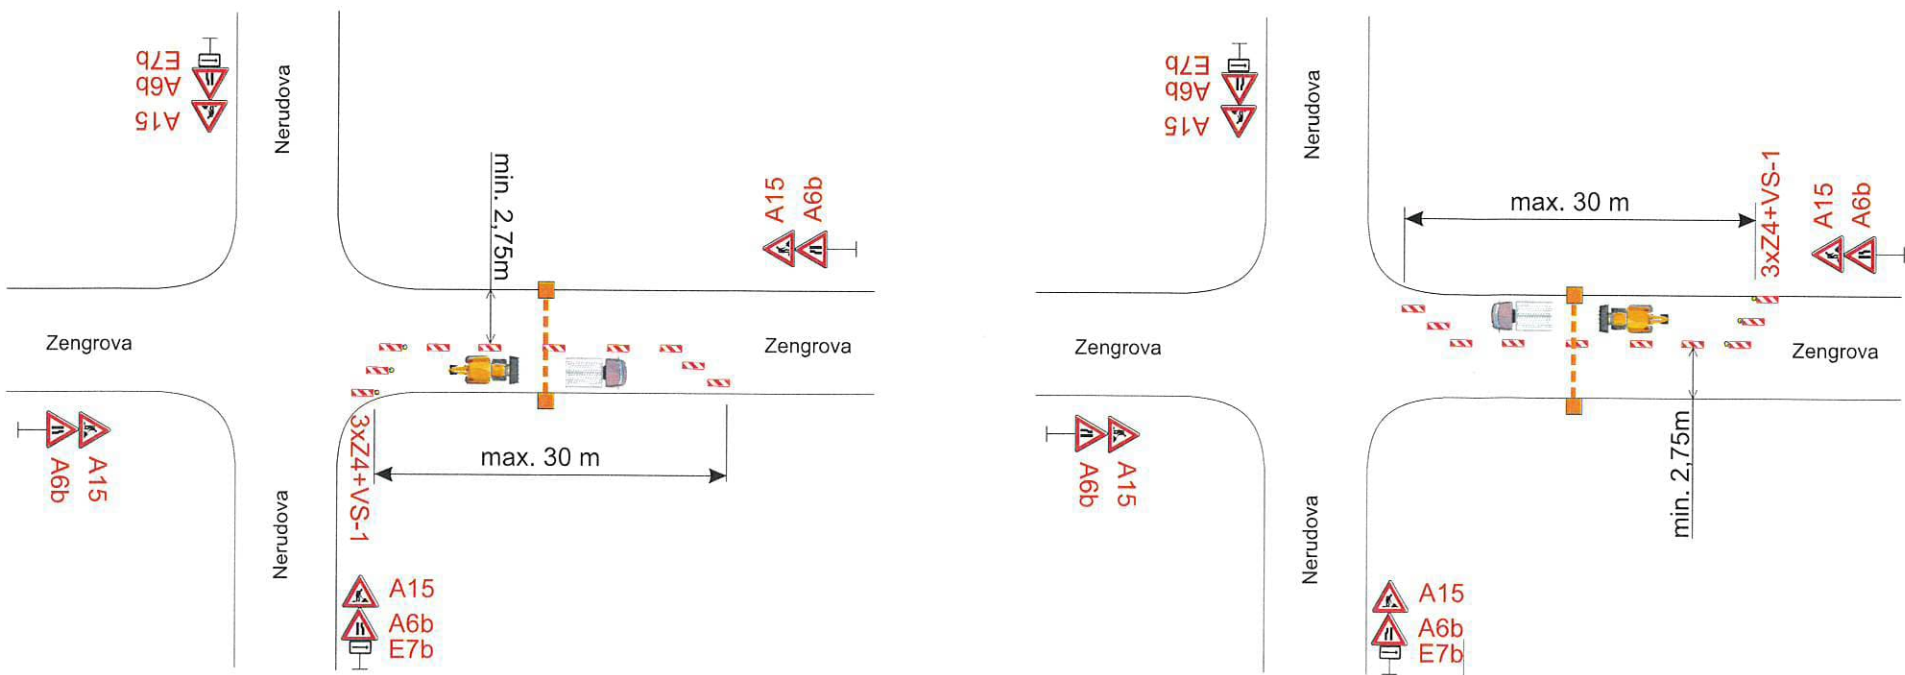 E7b
A6b
A15
Nerudova
min. 2,75m
A15
A6b
Zengrova
Zengrova
A6b
A15
3xZ4+VS-1
max. 30 m
Nerudova
A15
A6b
E7b
E7b
A6b
A15
Nerudova
max. 30 m
3xZ4+VS-1
A15
A6b
Zengrova
Zengrova
A6b
A15
min. 2,75m
Nerudova
A15
A6b
E7b